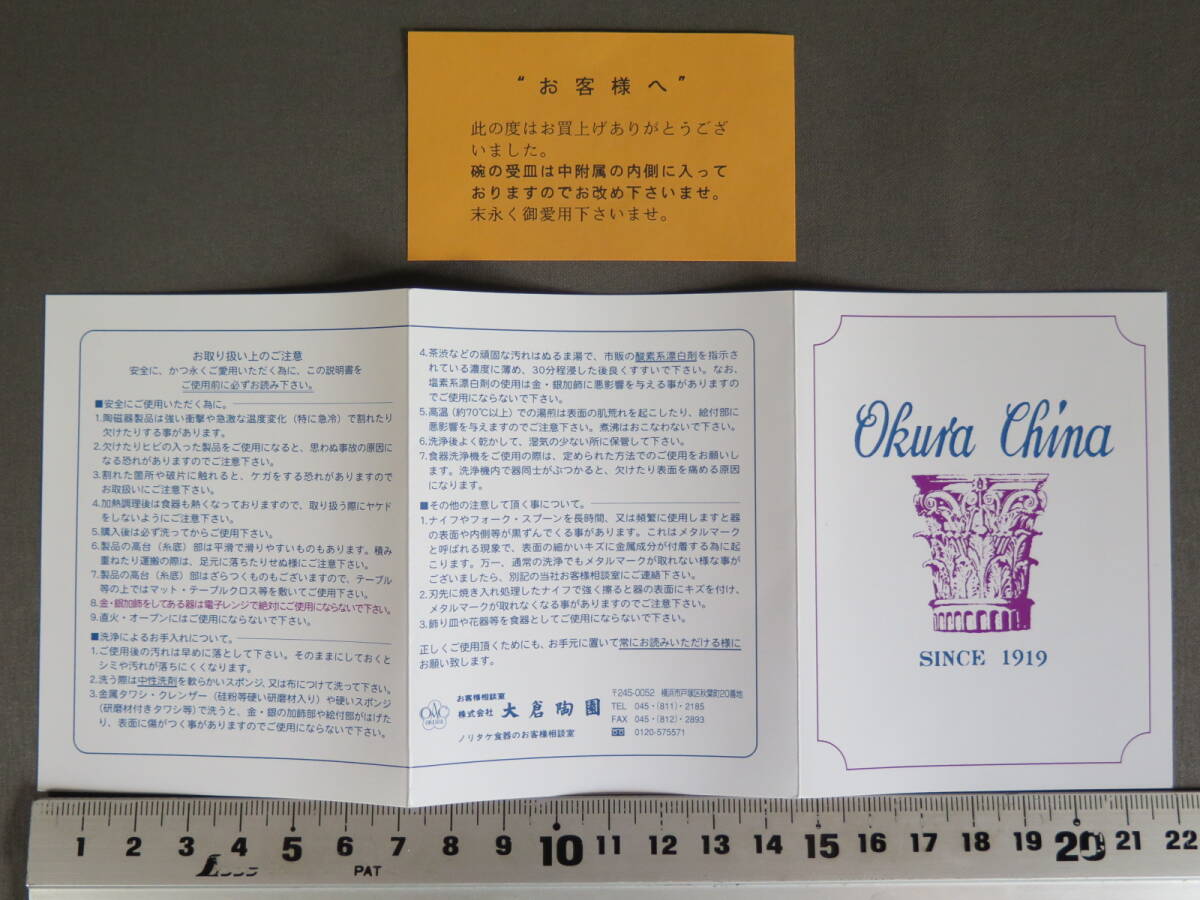 “お客様へ”
此の度はお買上げありがとうござ
いました。
碗の受皿は中附属の内側に入って
おりますのでお改め下さいませ。
末永く御愛用下さいませ。
お取り扱い上のご注意
安全に、かつ永くご愛用いただく為に、この説明書を
ご使用前に必ずお読み下さい。
■安全にご使用いただく為に。
1.陶磁器製品は強い衝撃や急激な温度変化（特に急冷）で割れたり
欠けたりする事があります。
2.欠けたりヒビの入った製品をご使用になると、思わぬ事故の原因に
なる恐れがありますのでご注意下さい。
3.割れた箇所や破片に触れると、ケガをする恐れがありますので
お取扱いにご注意下さい。
4.加熱調理後は食器も熱くなっておりますので、取り扱う際にヤケド
をしないようにご注意下さい。
5.購入後は必ず洗ってからご使用下さい。
6.製品の高台（糸底）部は平滑で滑りやすいものもあります。積み
重ねたり運搬の際は、足元に落ちたりせぬ様にご注意下さい。
7.製品の高台（糸底）部はざらつくものもございますので、テーブル
等の上ではマット・テーブルクロス等を敷いてご使用下さい。
8.金・銀加飾をしてある器は電子レンジで絶対にご使用にならないで下さい。
9.直火・オーブンにはご使用にならないで下さい。
■洗浄によるお手入れについて。
1.ご使用後の汚れは早めに落として下さい。そのままにしておくと
シミや汚れが落ちにくくなります。
2.洗う際は中性洗剤を軟らかいスポンジ、又は布につけて洗って下さい。
3.金属タワシ・クレンザー（硅粉等硬い研磨材入り）や硬いスポンジ
（研磨材付きタワシ等）で洗うと、金・銀の加飾部や絵付部がはげた
り、表面に傷がつく事がありますのでご使用にならないで下さい。
4.茶渋などの頑固な汚れはぬるま湯で、市販の酸素系漂白剤を指示さ
れている濃度に薄め、30分程浸した後良くすすいで下さい。なお、
塩素系漂白剤の使用は金・銀加飾に悪影響を与える事がありますの
でご使用にならないで下さい。
5.高温（約70℃以上）での湯煎は表面の肌荒れを起こしたり、絵付部に
悪影響を与えますのでご注意下さい。煮沸はおこなわないで下さい。
6.洗浄後よく乾かして、湿気の少ない所に保管して下さい。
7.食器洗浄機をご使用の際は、定められた方法でのご使用をお願いし
ます。洗浄機内で器同士がぶつかると、欠けたり表面を痛める原因
になります。
■その他の注意して頂く事について。
1.ナイフやフォーク・スプーンを長時間、又は頻繁に使用しますと器
の表面や内側等が黒ずんでくる事があります。これはメタルマーク
と呼ばれる現象で、表面の細かいキズに金属成分が付着する為に起
こります。万一、通常の洗浄でもメタルマークが取れない様な事が
ございましたら、別記の当社お客様相談室にご連絡下さい。
2.刃先に焼き入れ処理したナイフで強く擦ると器の表面にキズを付け、
メタルマークが取れなくなる事がありますのでご注意下さい。
3.飾り皿や花器等を食器としてご使用にならないで下さい。
正しくご使用頂くためにも、お手元に置いて常にお読みいただける様に
お願い致します。
お客様相談室
株式会社 大倉陶園
ノリタケ食器のお客様相談室
〒245-0052 横浜市戸塚区秋葉町20番地
TEL 045・(811)・2185
FAX 045・(812)・2893
0120-575571
Okura China
SINCE 1919
1 2 3 4 5 6 7 8 9 10 11 12 13 14 15 16 17 18 19 20 21 22
PAT